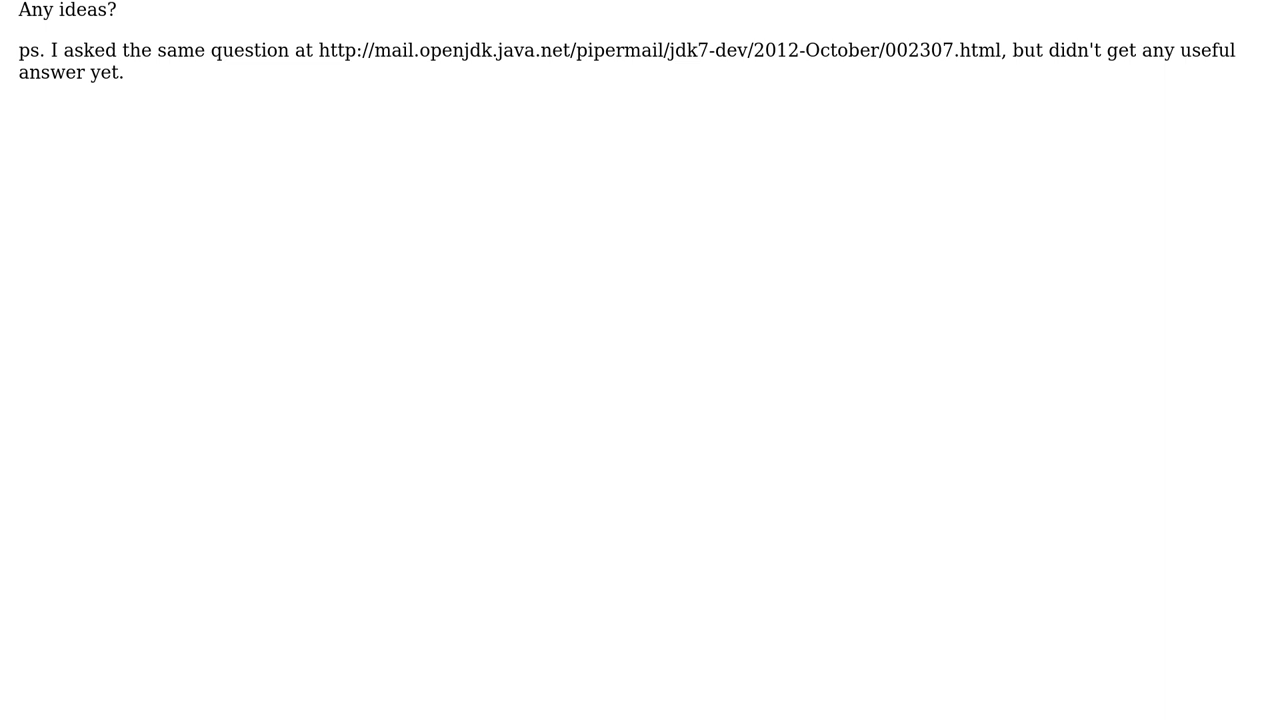 Any ideas?
ps. I asked the same question at http://mail.openjdk.java.net/pipermail/jdk7-dev/2012-October/002307.html, but didn't get any useful
answer yet.